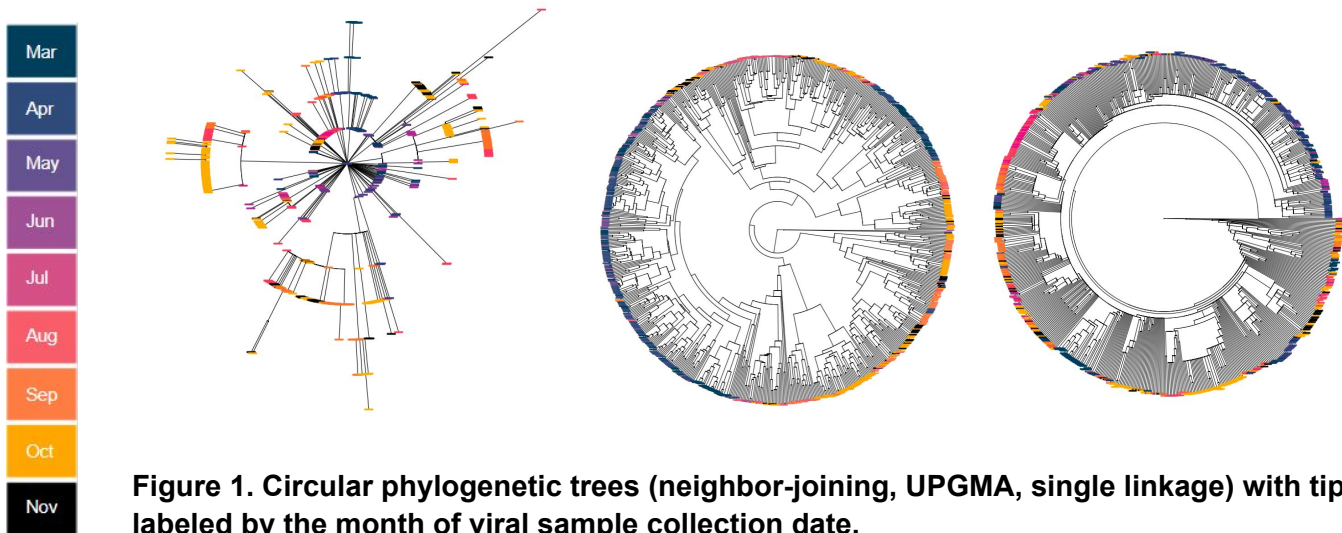 Mar
Apr
May
Jun
Jul
Aug
Sep
Oct
Nov
Figure 1. Circular phylogenetic trees (neighbor-joining, UPGMA, single linkage) with tip
labeled by the month of viral sample collection date.